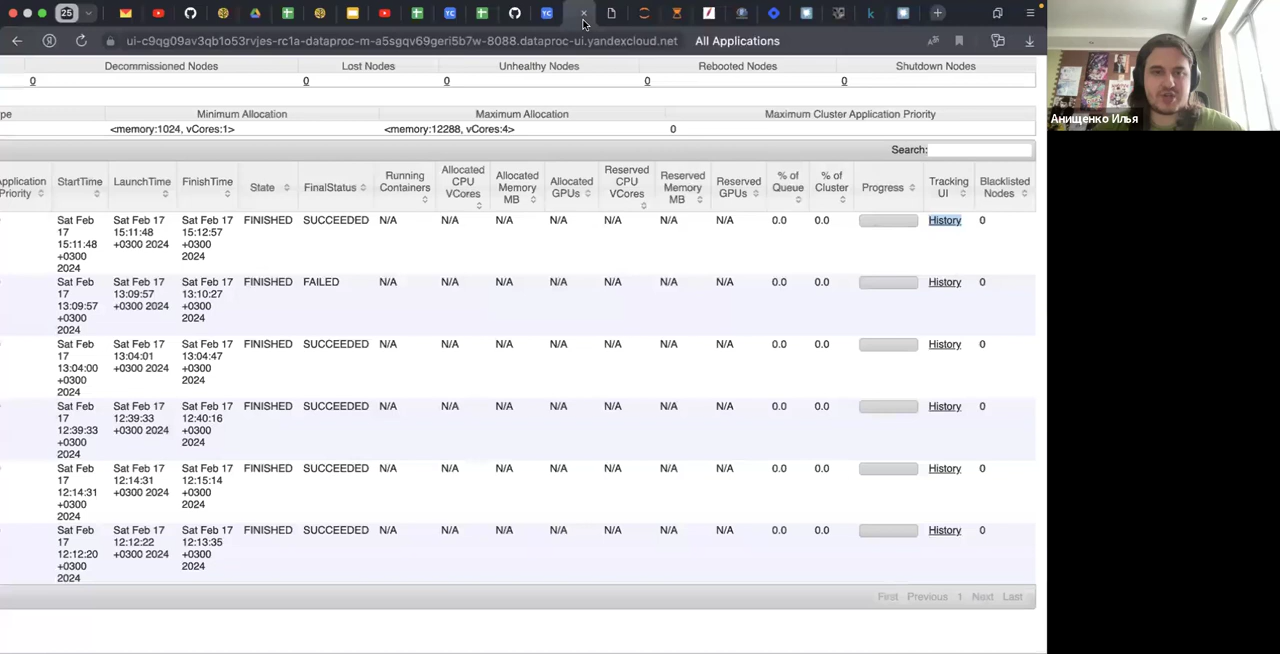 25
YC
YC
k
ui-c9qg09av3qb1o53rvjes-rc1a-dataproc-m-a5sgqv69geri5b7w-8088.dataproc-ui.yandexcloud.net All Applications
Decommissioned Nodes Lost Nodes Unhealthy Nodes Rebooted Nodes Shutdown Nodes
0 0 0 0 0
pe Minimum Allocation Maximum Allocation Maximum Cluster Application Priority
<memory:1024, vCores:1> <memory:12288, vCores:4> 0
Search:
Application Priority StartTime LaunchTime FinishTime State FinalStatus Running Containers Allocated CPU VCores Allocated Memory MB Allocated GPUs Reserved CPU VCores Reserved Memory MB Reserved GPUs % of Queue % of Cluster Progress Tracking UI Blacklisted Nodes
Sat Feb 17 15:11:48 +0300 2024 Sat Feb 17 15:11:48 +0300 2024 Sat Feb 17 15:12:57 +0300 2024 FINISHED SUCCEEDED N/A N/A N/A N/A N/A N/A N/A 0.0 0.0 History 0
Sat Feb 17 13:09:57 +0300 2024 Sat Feb 17 13:09:57 +0300 2024 Sat Feb 17 13:10:27 +0300 2024 FINISHED FAILED N/A N/A N/A N/A N/A N/A N/A 0.0 0.0 History 0
Sat Feb 17 13:04:00 +0300 2024 Sat Feb 17 13:04:01 +0300 2024 Sat Feb 17 13:04:47 +0300 2024 FINISHED SUCCEEDED N/A N/A N/A N/A N/A N/A N/A 0.0 0.0 History 0
Sat Feb 17 12:39:33 +0300 2024 Sat Feb 17 12:39:33 +0300 2024 Sat Feb 17 12:40:16 +0300 2024 FINISHED SUCCEEDED N/A N/A N/A N/A N/A N/A N/A 0.0 0.0 History 0
Sat Feb 17 12:14:31 +0300 2024 Sat Feb 17 12:14:31 +0300 2024 Sat Feb 17 12:15:14 +0300 2024 FINISHED SUCCEEDED N/A N/A N/A N/A N/A N/A N/A 0.0 0.0 History 0
Sat Feb 17 12:12:20 +0300 2024 Sat Feb 17 12:12:22 +0300 2024 Sat Feb 17 12:13:35 +0300 2024 FINISHED SUCCEEDED N/A N/A N/A N/A N/A N/A N/A 0.0 0.0 History 0
First Previous 1 Next Last
Анищенко Илья